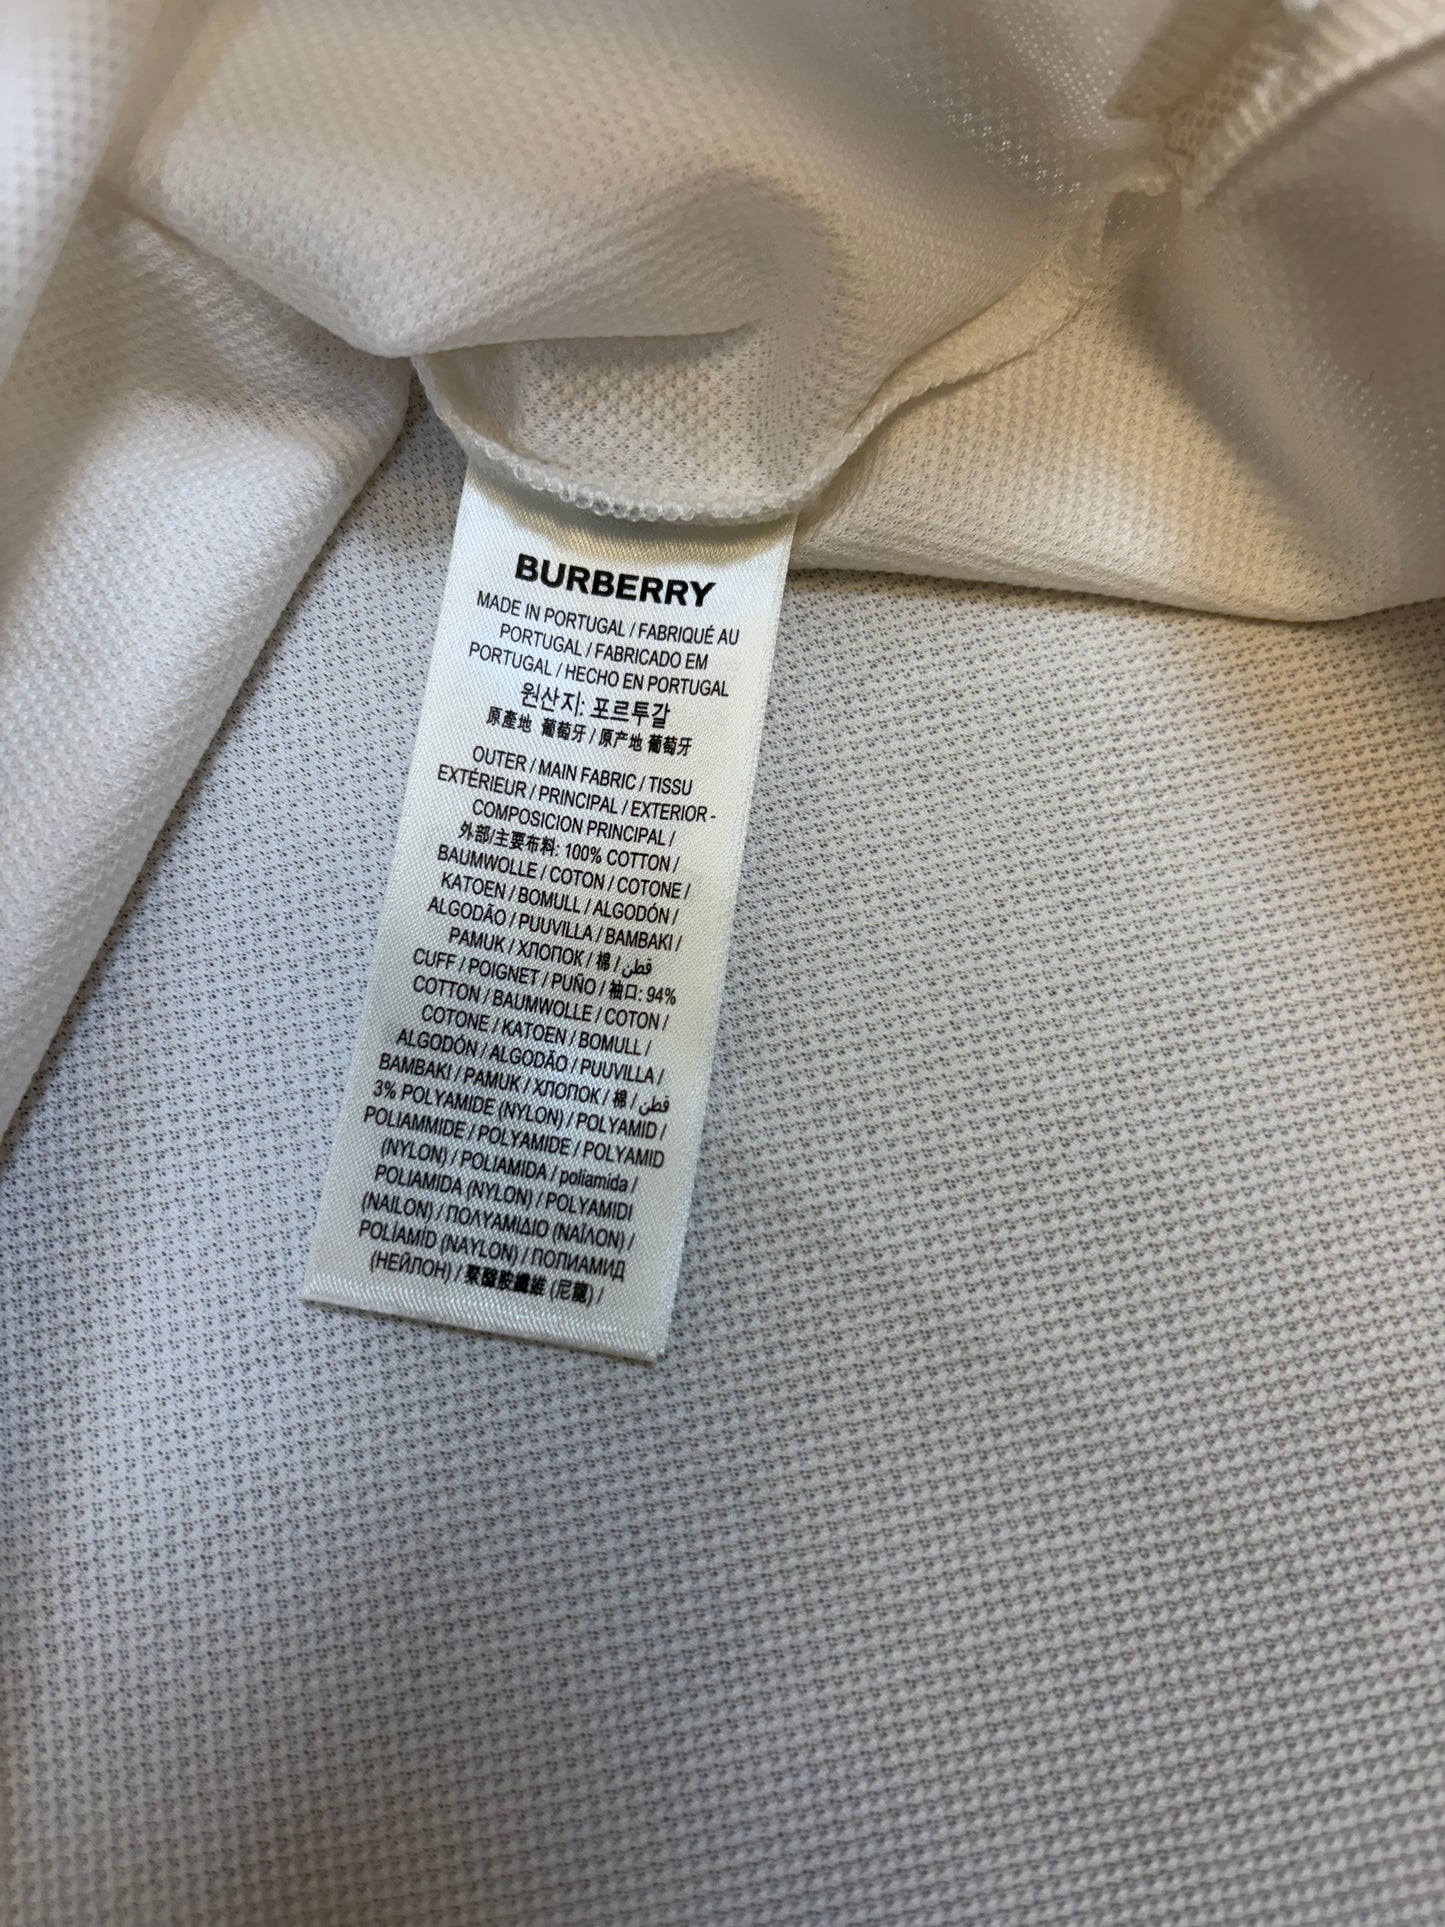 BURBERRY
MADE IN PORTUGAL / FABRIQUÉ AU
PORTUGAL / FABRICADO EM
PORTUGAL / HECHO EN PORTUGAL
원산지: 포르투갈
原產地 葡萄牙 / 原产地 葡萄牙
OUTER / MAIN FABRIC / TISSU
EXTÉRIEUR / PRINCIPAL / EXTERIOR -
COMPOSICION PRINCIPAL /
外部/主要布料: 100% COTTON /
BAUMWOLLE / COTON / COTONE /
KATOEN / BOMULL / ALGODÓN /
ALGODÃO / PUUVILLA / BAMBAKI /
PAMUK / ХЛОПОК / 棉 / قطن
CUFF / POIGNET / PUÑO / 袖口: 94%
COTTON / BAUMWOLLE / COTON /
COTONE / KATOEN / BOMULL /
ALGODÓN / ALGODÃO / PUUVILLA /
BAMBAKI / PAMUK / ХЛОПОК / 棉 / قطن
3% POLYAMIDE (NYLON) / POLYAMID /
POLIAMMIDE / POLYAMIDE / POLYAMID
(NYLON) / POLIAMIDA / poliamida /
POLIAMIDA (NYLON) / POLYAMIDI
(NAILON) / ΠΟΛΥΑΜΙΔΙΟ (ΝΑΪΛΟΝ) /
POLİAMİD (NAYLON) / ПОЛИАМИД
(НЕЙЛОН) / 聚醯胺纖維 (尼龍) /